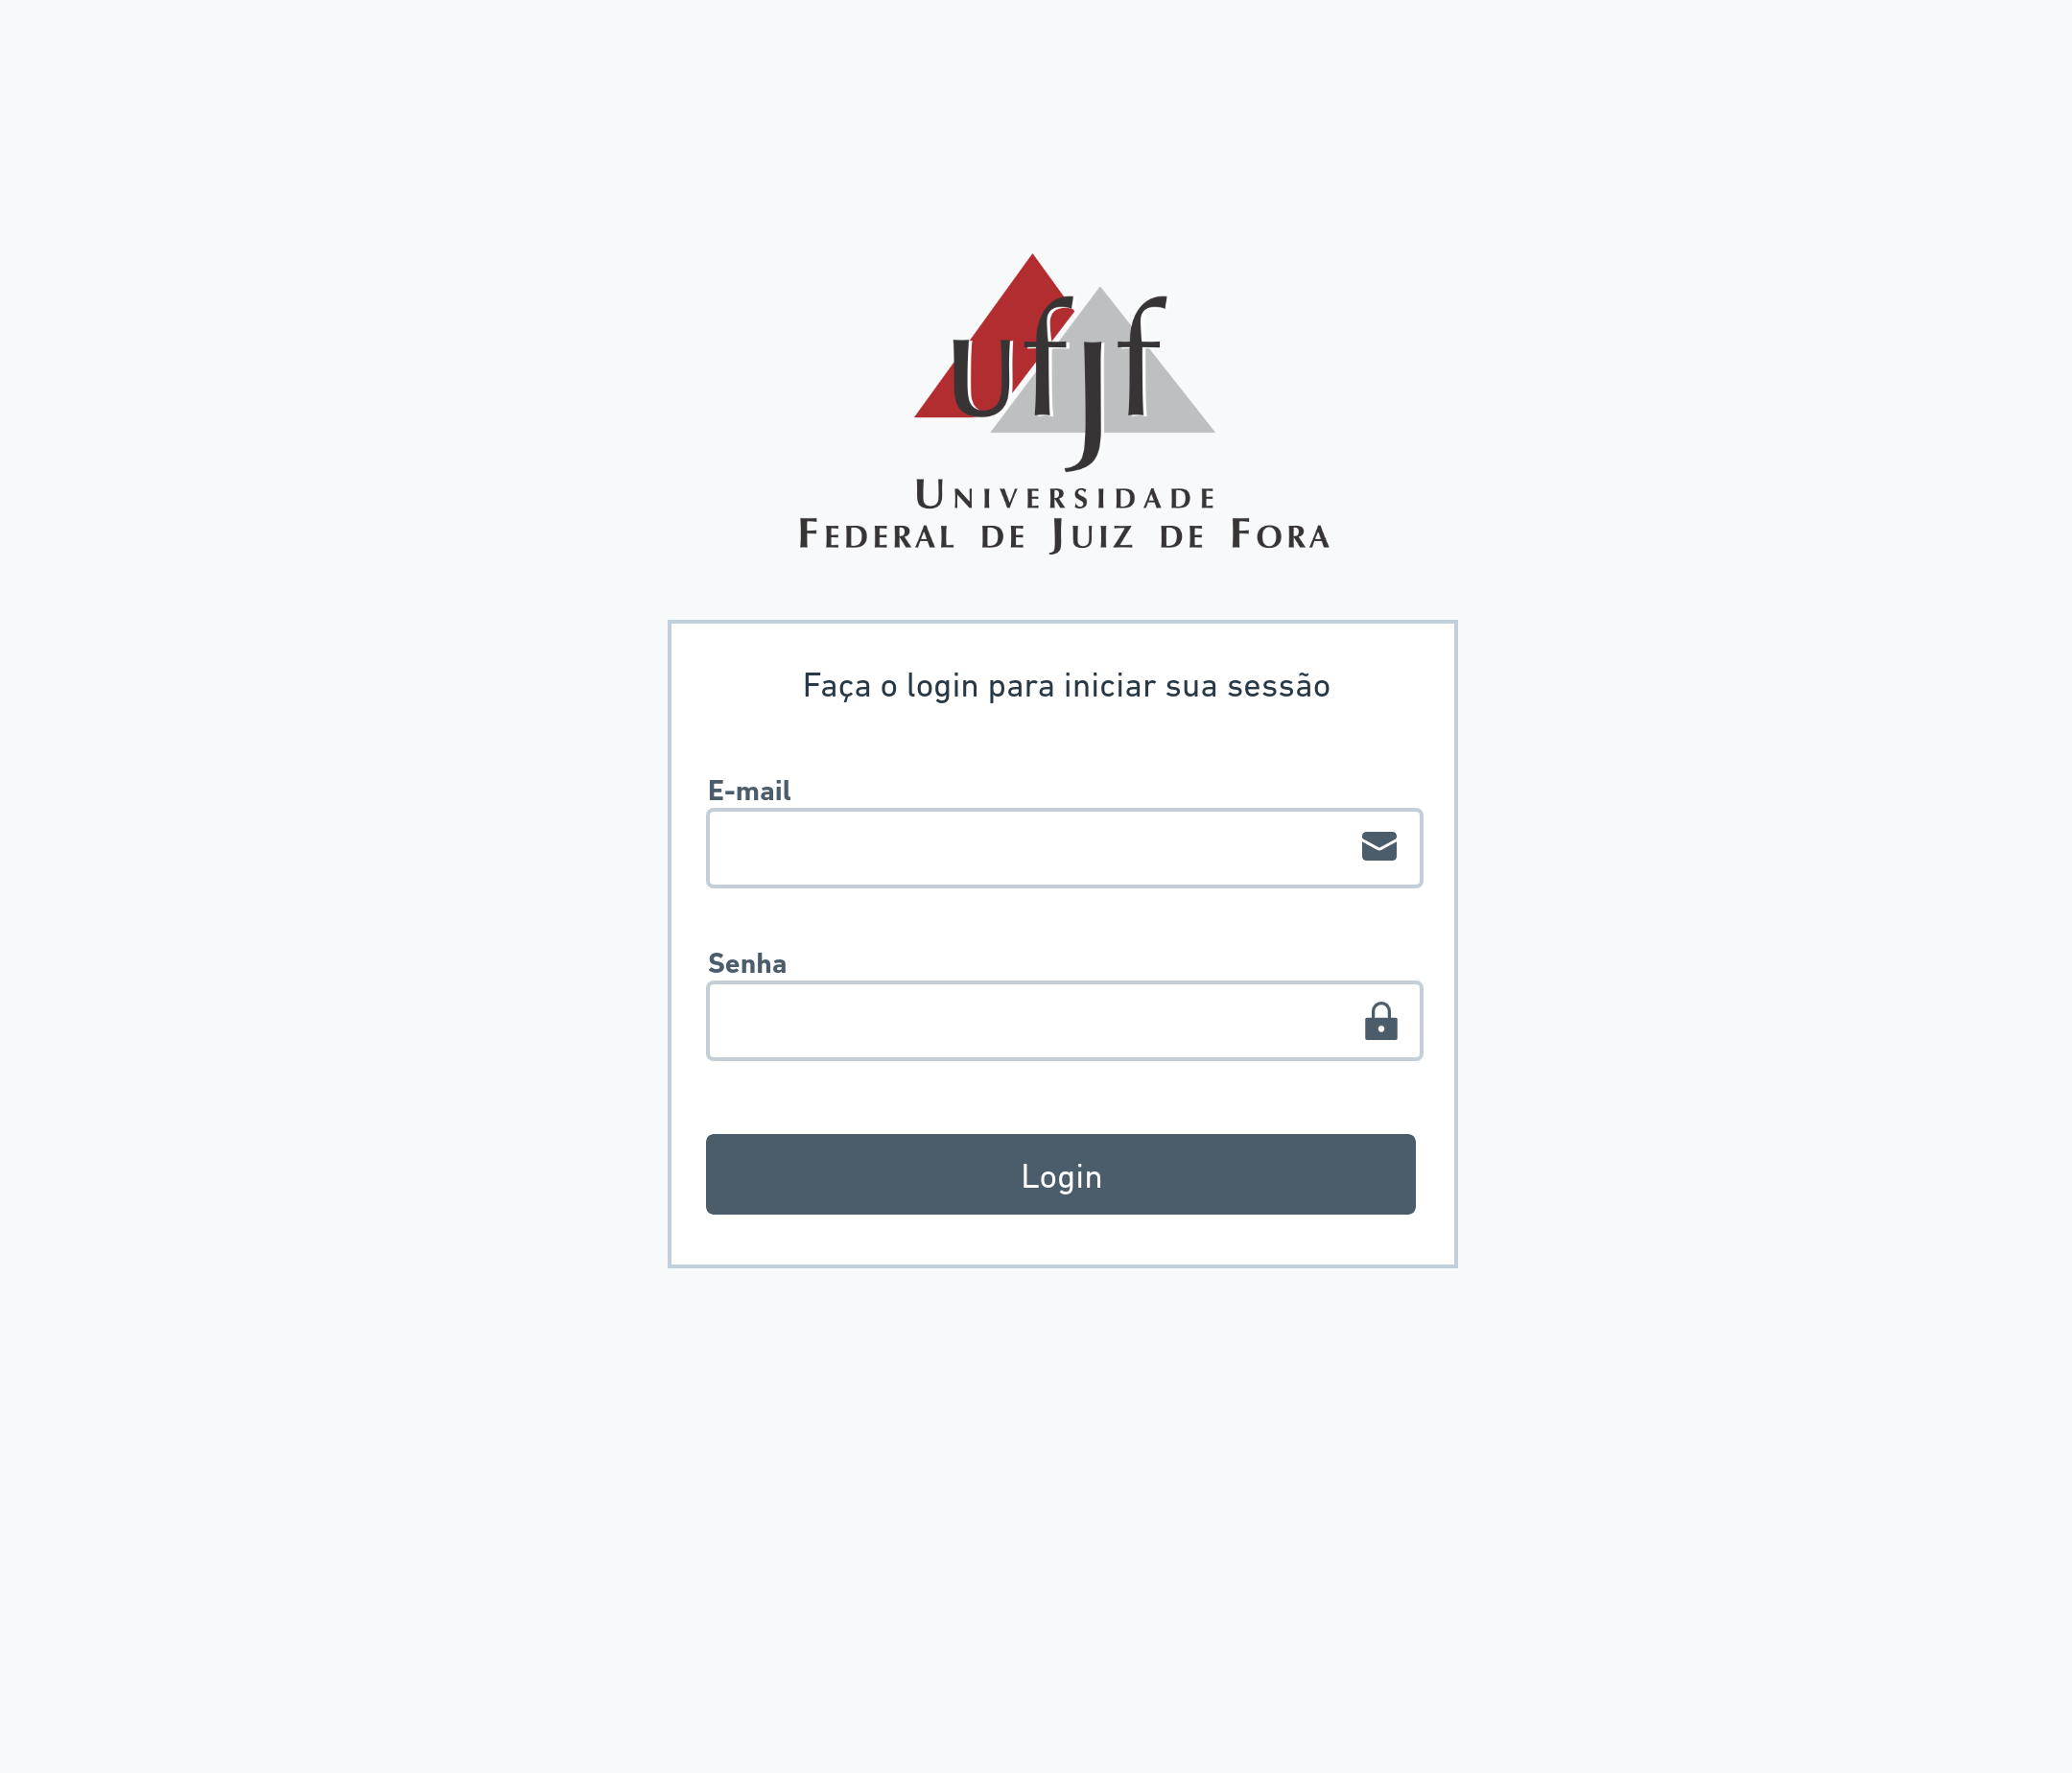 ufjf
UNIVERSIDADE
FEDERAL DE JUIZ DE FORA
Faça o login para iniciar sua sessão
E-mail
Senha
Login